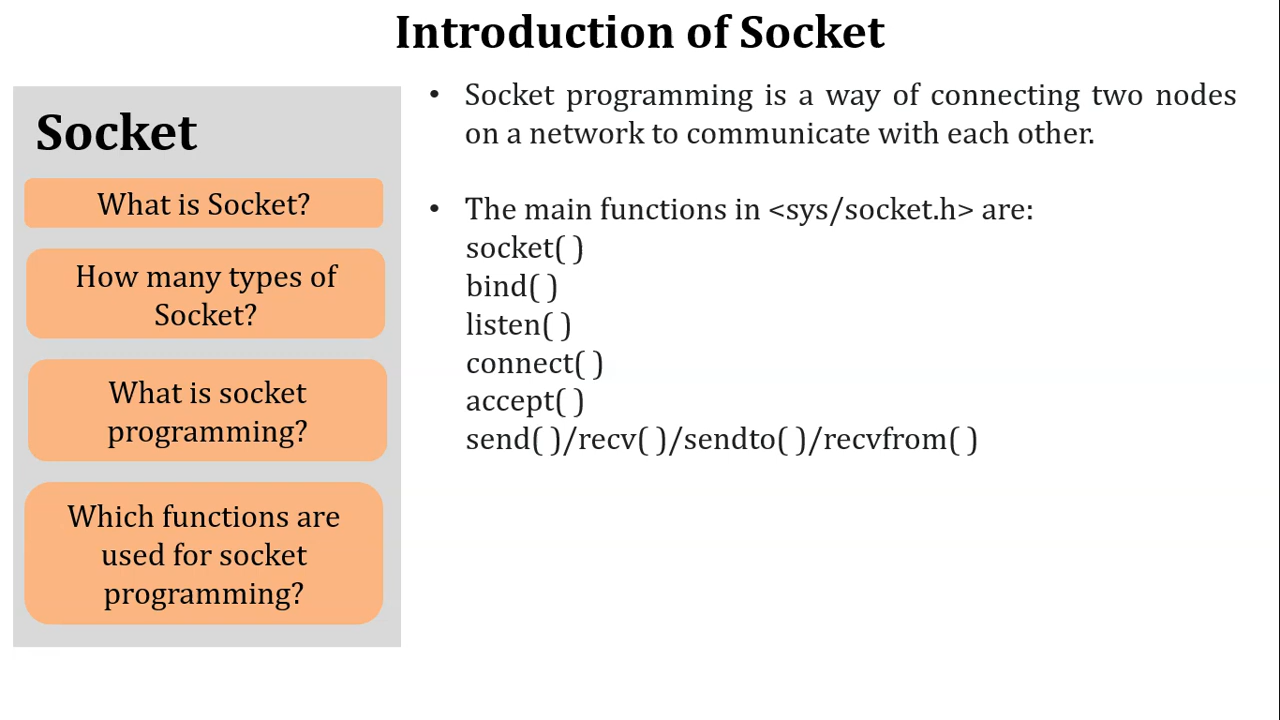 Introduction of Socket
Socket
What is Socket?
How many types of
Socket?
What is socket
programming?
Which functions are
used for socket
programming?
• Socket programming is a way of connecting two nodes
on a network to communicate with each other.
• The main functions in <sys/socket.h> are:
socket( )
bind( )
listen( )
connect( )
accept( )
send( )/recv( )/sendto( )/recvfrom( )